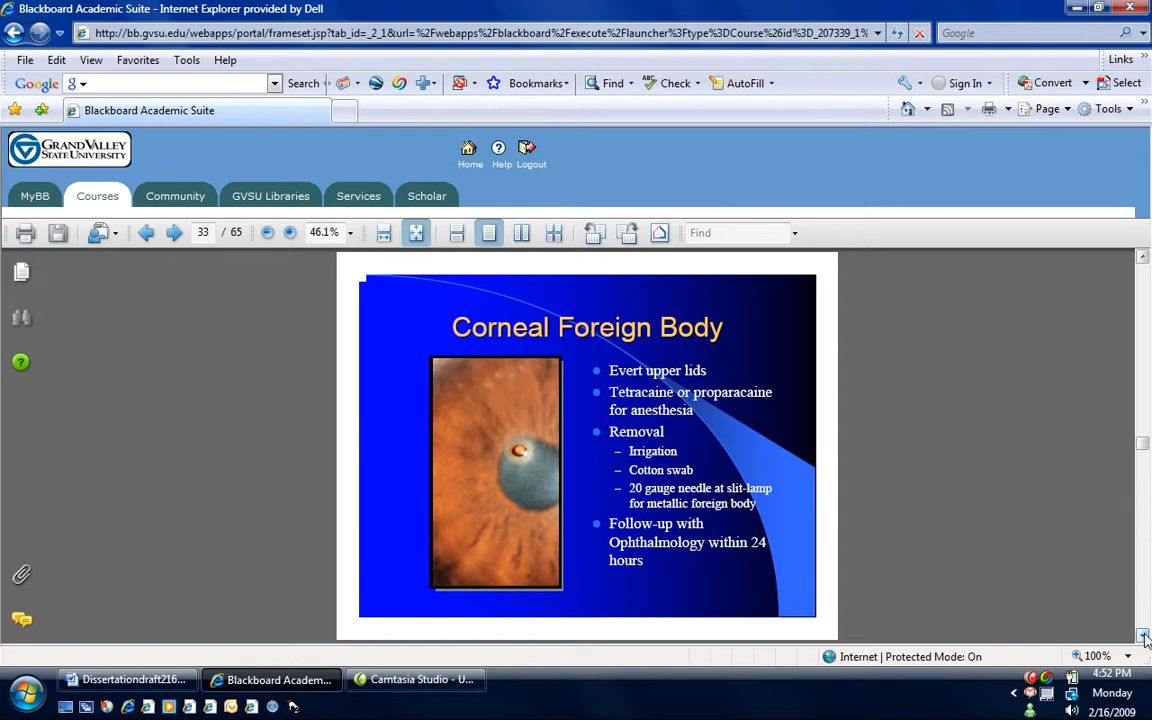 Blackboard Academic Suite - Internet Explorer provided by Dell
http://bb.gvsu.edu/webapps/portal/frameset.jsp?tab_id=_2_1&url=%2Fwebapps%2Fblackboard%2Fexecute%2Flauncher%3Ftype%3DCourse%26id%3D_207339_1%
Google
File Edit View Favorites Tools Help
Links
Google
g
Search
Bookmarks
Find
Check
AutoFill
Sign In
Convert
Select
Blackboard Academic Suite
Page
Tools
GRAND VALLEY
STATE UNIVERSITY
Home Help Logout
MyBB Courses Community GVSU Libraries Services Scholar
33 / 65 46.1% Find
Corneal Foreign Body
Evert upper lids
Tetracaine or proparacaine
for anesthesia
Removal
– Irrigation
– Cotton swab
– 20 gauge needle at slit-lamp
for metallic foreign body
Follow-up with
Ophthalmology within 24
hours
Internet | Protected Mode: On 100%
Dissertationdraft216... Blackboard Academ... Camtasia Studio - U...
4:52 PM
Monday
2/16/2009